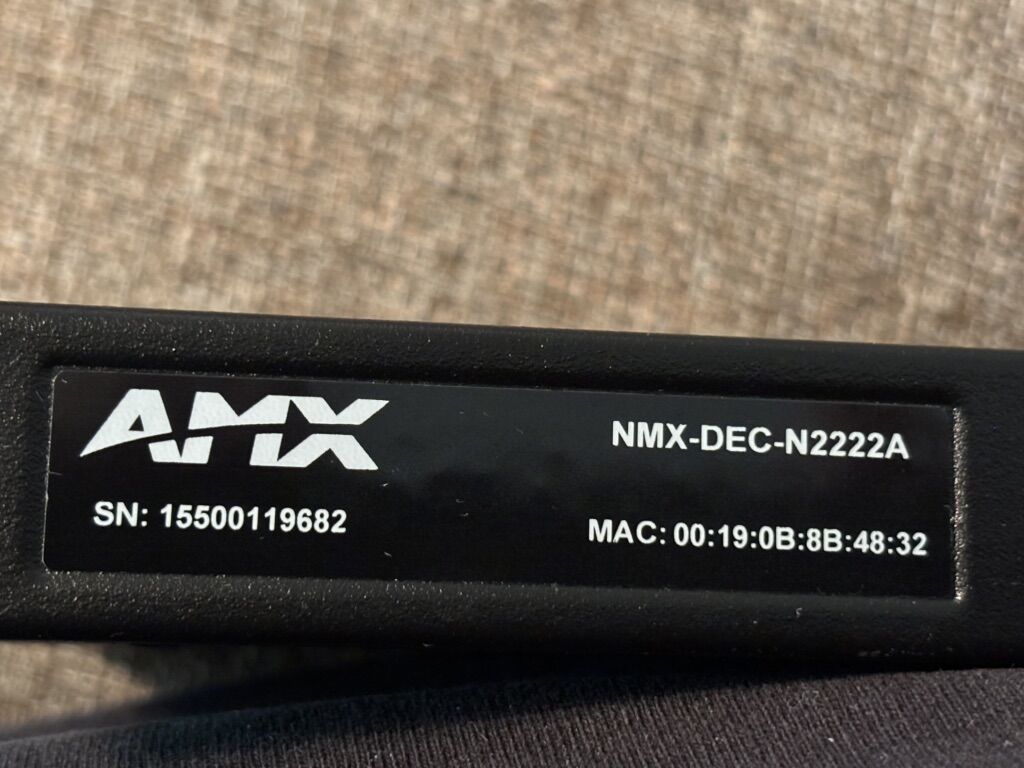 AMX
NMX-DEC-N2222A
SN: 15500119682
MAC: 00:19:0B:8B:48:32